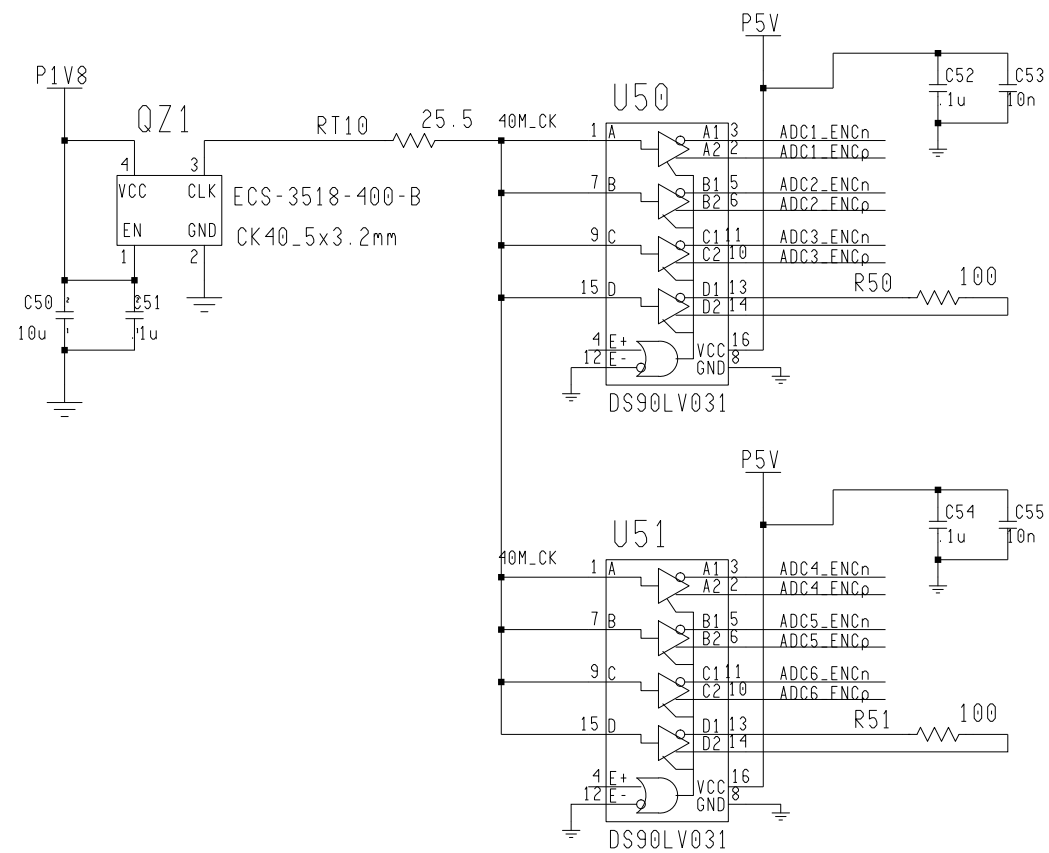 P5V
P1V8
C52
C53
.1u
10n
U50
QZ1
RT10
25.5
40M_CK
1
A
A1
3
ADC1_ENCn
A2
2
ADC1_ENCp
4
3
VCC
CLK
ECS-3518-400-B
7
B
B1
5
ADC2_ENCn
B2
6
ADC2_ENCp
EN
GND
CK40_5x3.2mm
9
C
C1
11
ADC3_ENCn
C2
10
ADC3_ENCp
1
2
15
D
D1
13
R50
100
D2
14
C50
C51
10u
.1u
4
E+
12
E-
VCC
16
GND
8
DS90LV031
P5V
C54
C55
.1u
10n
U51
40M_CK
1
A
A1
3
ADC4_ENCn
A2
2
ADC4_ENCp
7
B
B1
5
ADC5_ENCn
B2
6
ADC5_ENCp
9
C
C1
11
ADC6_ENCn
C2
10
ADC6_ENCp
15
D
D1
13
R51
100
D2
14
4
E+
12
E-
VCC
16
GND
8
DS90LV031